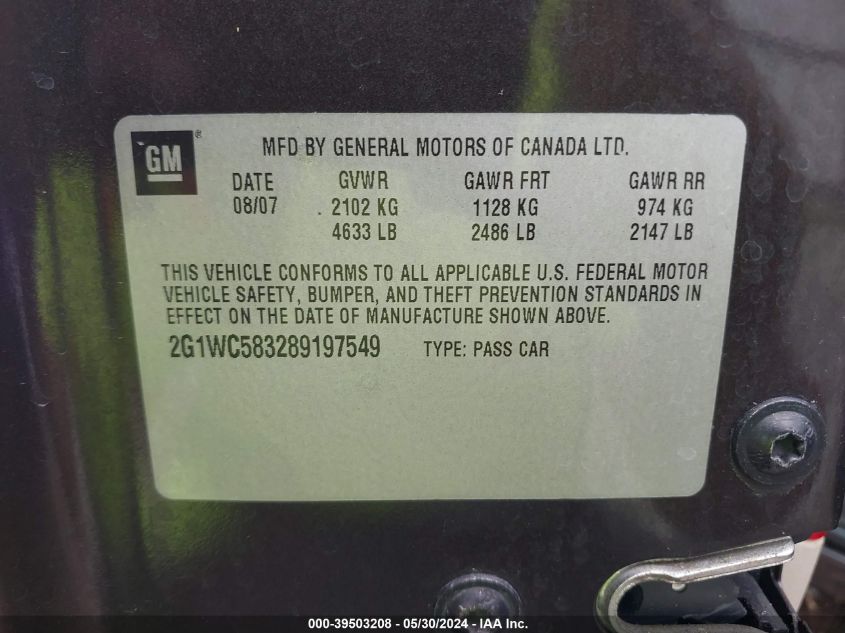 GM®
MFD BY GENERAL MOTORS OF CANADA LTD.
DATE GVWR GAWR FRT GAWR RR
08/07 2102 KG 1128 KG 974 KG
4633 LB 2486 LB 2147 LB
THIS VEHICLE CONFORMS TO ALL APPLICABLE U.S. FEDERAL MOTOR
VEHICLE SAFETY, BUMPER, AND THEFT PREVENTION STANDARDS IN
EFFECT ON THE DATE OF MANUFACTURE SHOWN ABOVE.
2G1WC583289197549 TYPE: PASS CAR
000-39503208 - 05/30/2024 - IAA Inc.